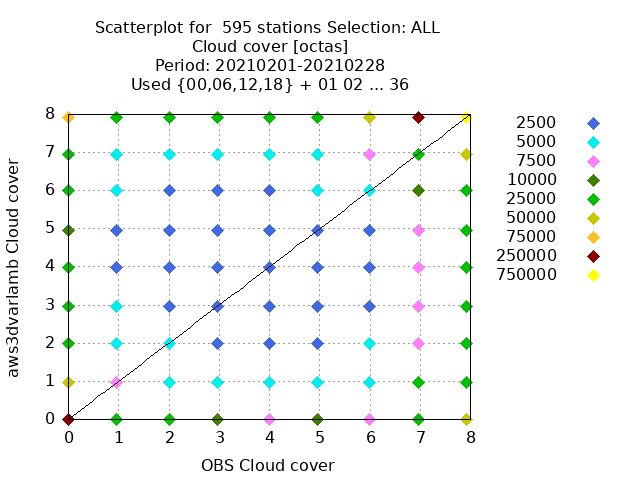 Scatterplot for  595 stations Selection: ALL
Cloud cover [octas]
Period: 20210201-20210228
Used {00,06,12,18} + 01 02 ... 36
8
7
6
5
4
3
2
1
0
aws3dvarlamb Cloud cover
0 1 2 3 4 5 6 7 8
OBS Cloud cover
2500
5000
7500
10000
25000
50000
75000
250000
750000